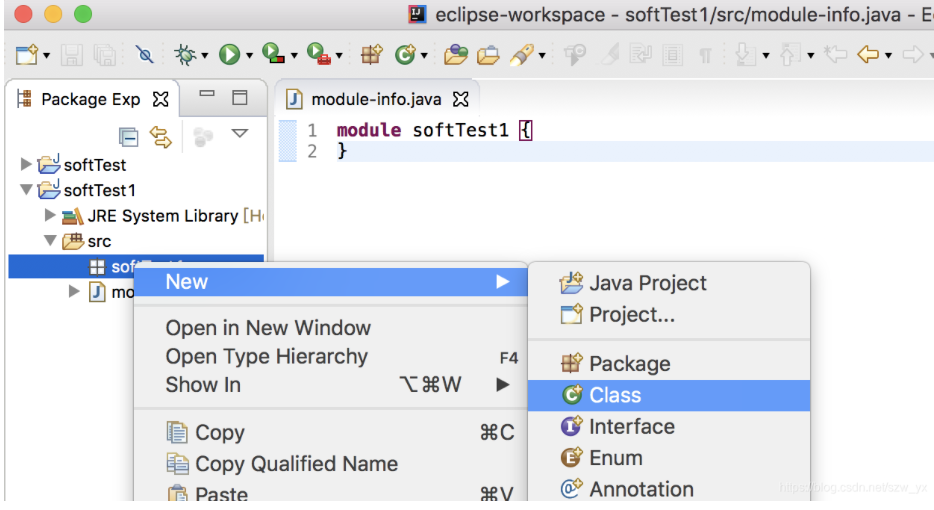 eclipse-workspace - softTest1/src/module-info.java -
Package Exp
module-info.java
1 module softTest1 {
2 }
softTest
softTest1
JRE System Library
src
New
Open in New Window
Open Type Hierarchy F4
Show In ⌥⌘W
Copy ⌘C
Copy Qualified Name
Paste ⌘V
Java Project
Project...
Package
Class
Interface
Enum
Annotation
https://blog.csdn.net/szw_yx